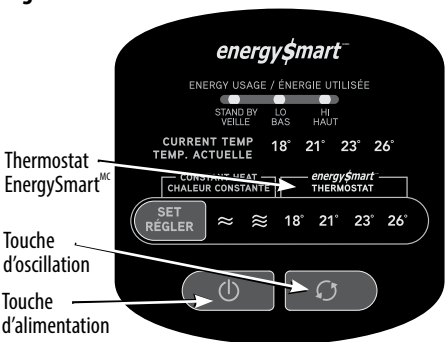 energy$mart
ENERGY USAGE / ÉNERGIE UTILISÉE
STAND BY LO HI
VEILLE BAS HAUT
CURRENT TEMP
TEMP. ACTUELLE
18° 21° 23° 26°
Thermostat
EnergySmart MC
CONSTANT HEAT
CHALEUR CONSTANTE
energy$mart
THERMOSTAT
SET
RÉGLER
≈ ≋ 18° 21° 23° 26°
Touche
d'oscillation
Touche
d'alimentation